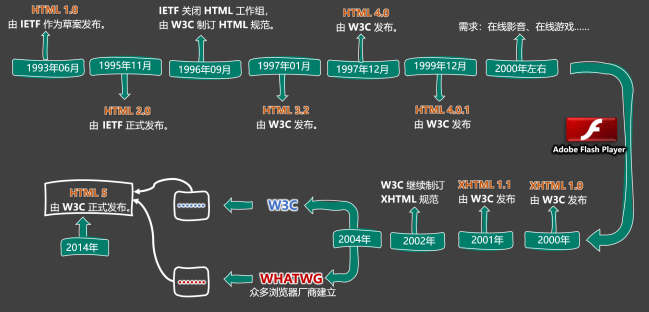 HTML 1.0
由 IETF 作为草案发布。
1993年06月
1995年11月
HTML 2.0
由 IETF 正式发布。
IETF 关闭 HTML 工作组,
由 W3C 制订 HTML 规范。
1996年09月
1997年01月
HTML 3.2
由 W3C 发布。
HTML 4.0
由 W3C 发布。
1997年12月
1999年12月
HTML 4.0.1
由 W3C 发布
需求：在线影音、在线游戏......
2000年左右
Adobe Flash Player
XHTML 1.0
由 W3C 发布
2000年
XHTML 1.1
由 W3C 发布
2001年
W3C 继续制订
XHTML 规范
2002年
2004年
W3C
WHATWG
众多浏览器厂商建立
HTML 5
由 W3C 正式发布。
2014年